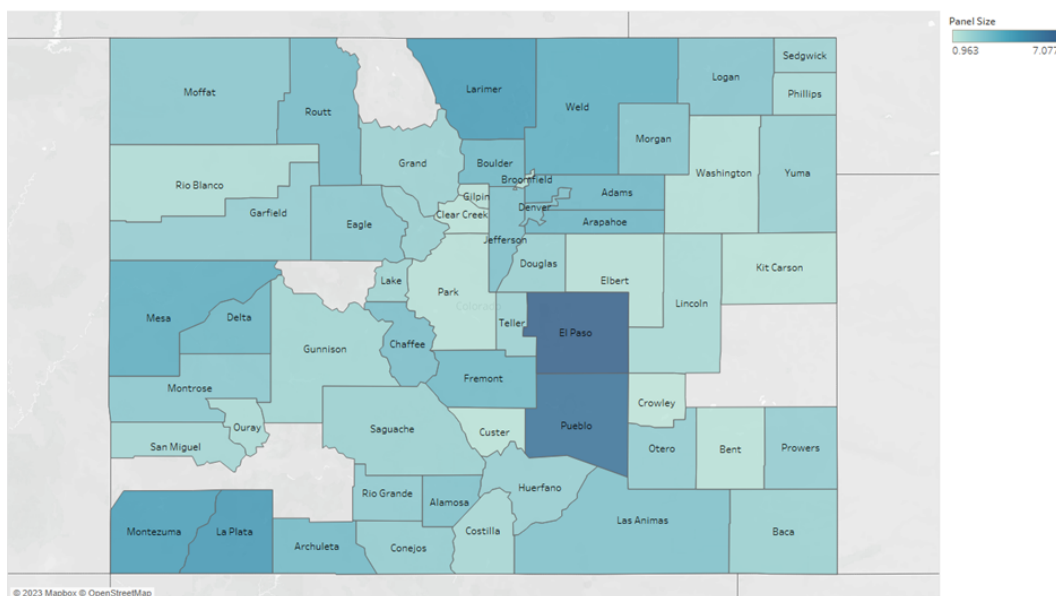 Panel Size
0.963 7.077
Sedgwick
Larimer
Logan
Moffat
Phillips
Weld
Routt
Morgan
Boulder
Grand
Washington
Yuma
Broomfield
Rio Blanco
Adams
Gilpin
Denver
Garfield
Clear Creek
Arapahoe
Eagle
Jefferson
Douglas
Kit Carson
Elbert
Lake
Park
Lincoln
Colorado
Mesa
Delta
Teller
El Paso
Chaffee
Gunnison
Fremont
Montrose
Crowley
Pueblo
Ouray
Saguache
Custer
San Miguel
Otero
Bent
Prowers
Huerfano
Rio Grande
Alamosa
Las Animas
Montezuma
La Plata
Costilla
Baca
Archuleta
Conejos
© 2023 Mapbox © OpenStreetMap